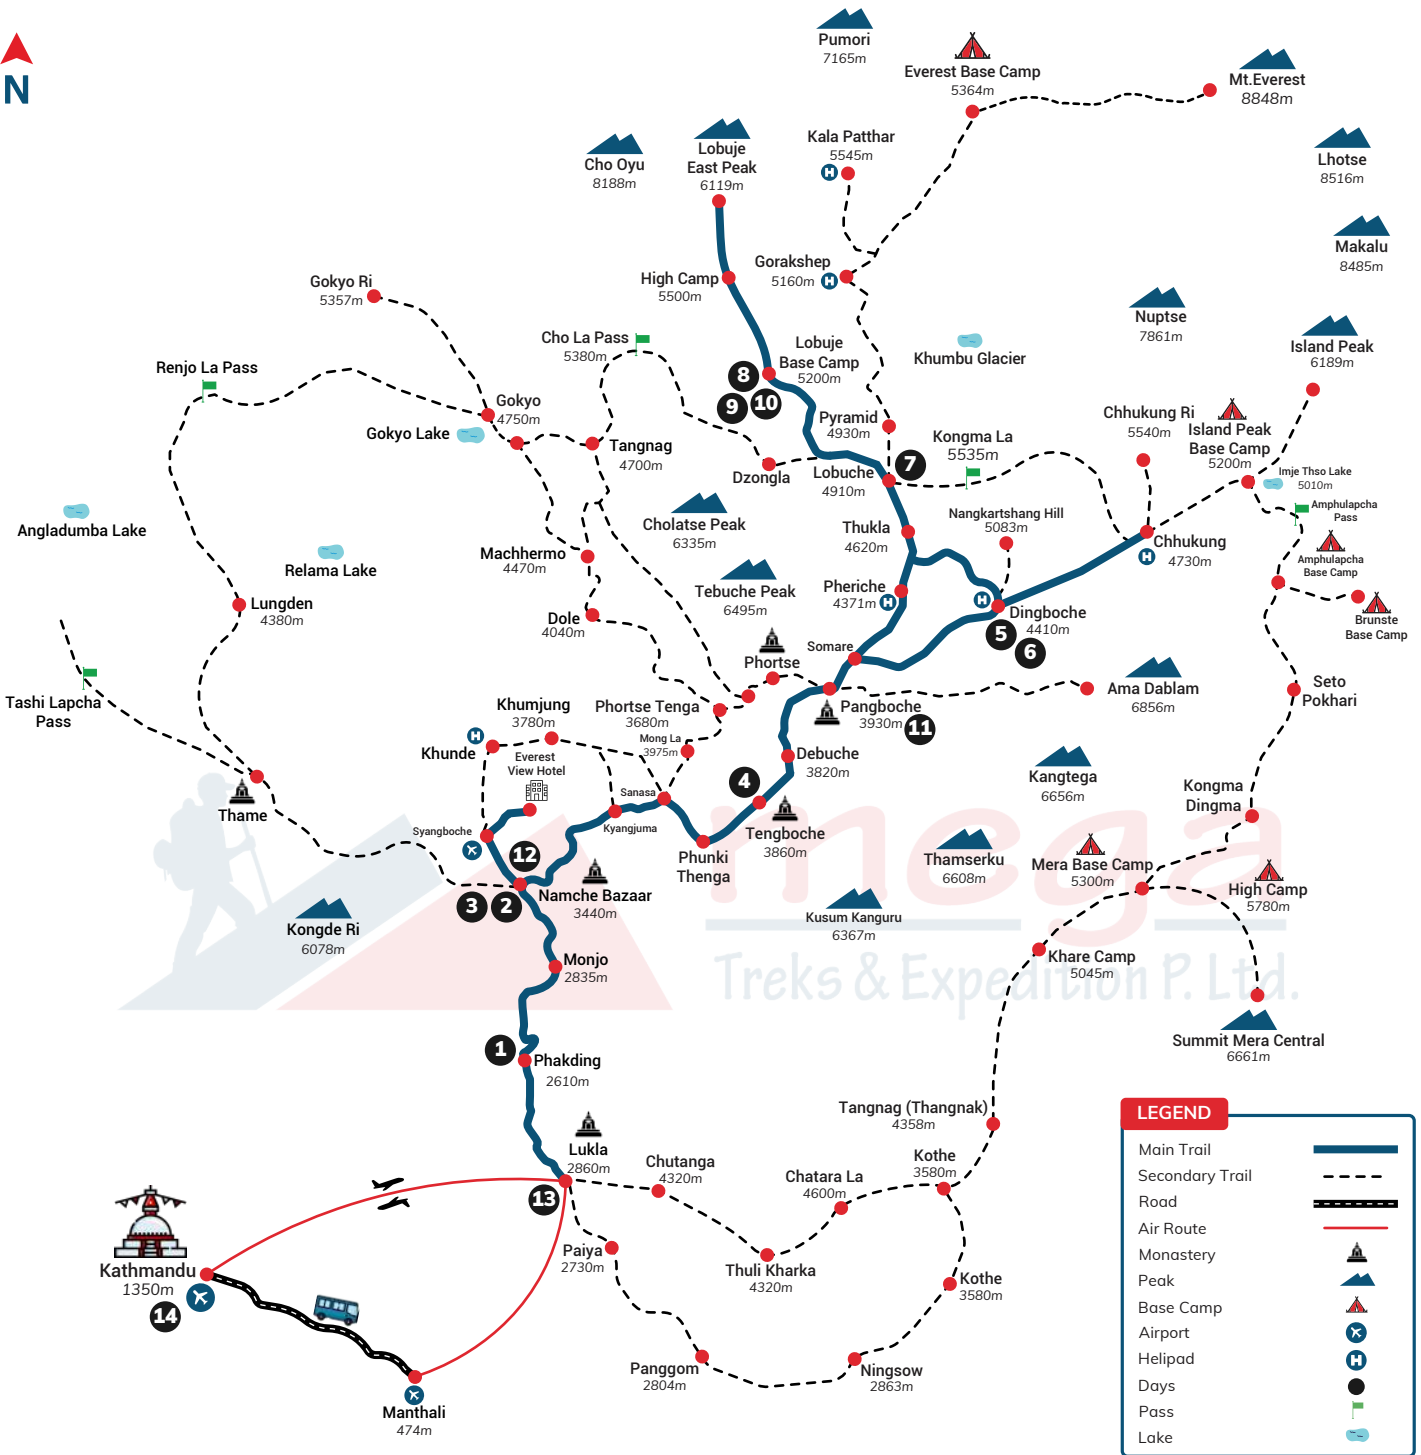 N
Pumori
7165m
Everest Base Camp
5364m
Mt.Everest
8848m
Kala Patthar
5545m
H
Lobuje
East Peak
6119m
Cho Oyu
8188m
Lhotse
8516m
Makalu
8485m
Gorakshep
5160m
H
High Camp
5500m
Gokyo Ri
5357m
Nuptse
7861m
Cho La Pass
5380m
Lobuje
Base Camp
5200m
Khumbu Glacier
Island Peak
6189m
Renjo La Pass
8
9
10
Gokyo
4750m
Gokyo Lake
Tangnag
4700m
Pyramid
4930m
Kongma La
5535m
Chhukung Ri
5540m
Island Peak
Base Camp
5200m
Imje Thso Lake
5010m
Dzongla
Lobuche
4910m
7
Angladumba Lake
Cholatse Peak
6335m
Nangkartshang Hill
5083m
Amphulapcha
Pass
Thukla
4620m
Chhukung
4730m
H
Machhermo
4470m
Relama Lake
Amphulapcha
Base Camp
Tebuche Peak
6495m
Pheriche
4371m
H
H
Dingboche
4410m
5
6
Lungden
4380m
Dole
4040m
Brunste
Base Camp
Somare
Phortse
Tashi Lapcha
Pass
Khumjung
3780m
Phortse Tenga
3680m
Pangboche
3930m
11
Ama Dablam
6856m
Seto
Pokhari
H
Khunde
Mong La
3975m
Everest
View Hotel
Debuche
3820m
Kangtega
6656m
4
Sanasa
Kongma
Dingma
Thame
Syangboche
Kyangjuma
Tengboche
3860m
mega
Phunki
Thenga
12
Thamserku
6608m
Mera Base Camp
5300m
High Camp
5780m
Namche Bazaar
3440m
3
2
Kusum Kanguru
6367m
Kongde Ri
6078m
Monjo
2835m
Khare Camp
5045m
Treks & Expedition P. Ltd.
Summit Mera Central
6661m
1
Phakding
2610m
Tangnag (Thangnak)
4358m
Lukla
2860m
13
Chutanga
4320m
Chatara La
4600m
Kothe
3580m
Kathmandu
1350m
14
Paiya
2730m
Thuli Kharka
4320m
Kothe
3580m
Panggom
2804m
Ningsow
2863m
Manthali
474m
LEGEND
Main Trail
Secondary Trail
Road
Air Route
Monastery
Peak
Base Camp
Airport
Helipad
H
Days
Pass
Lake